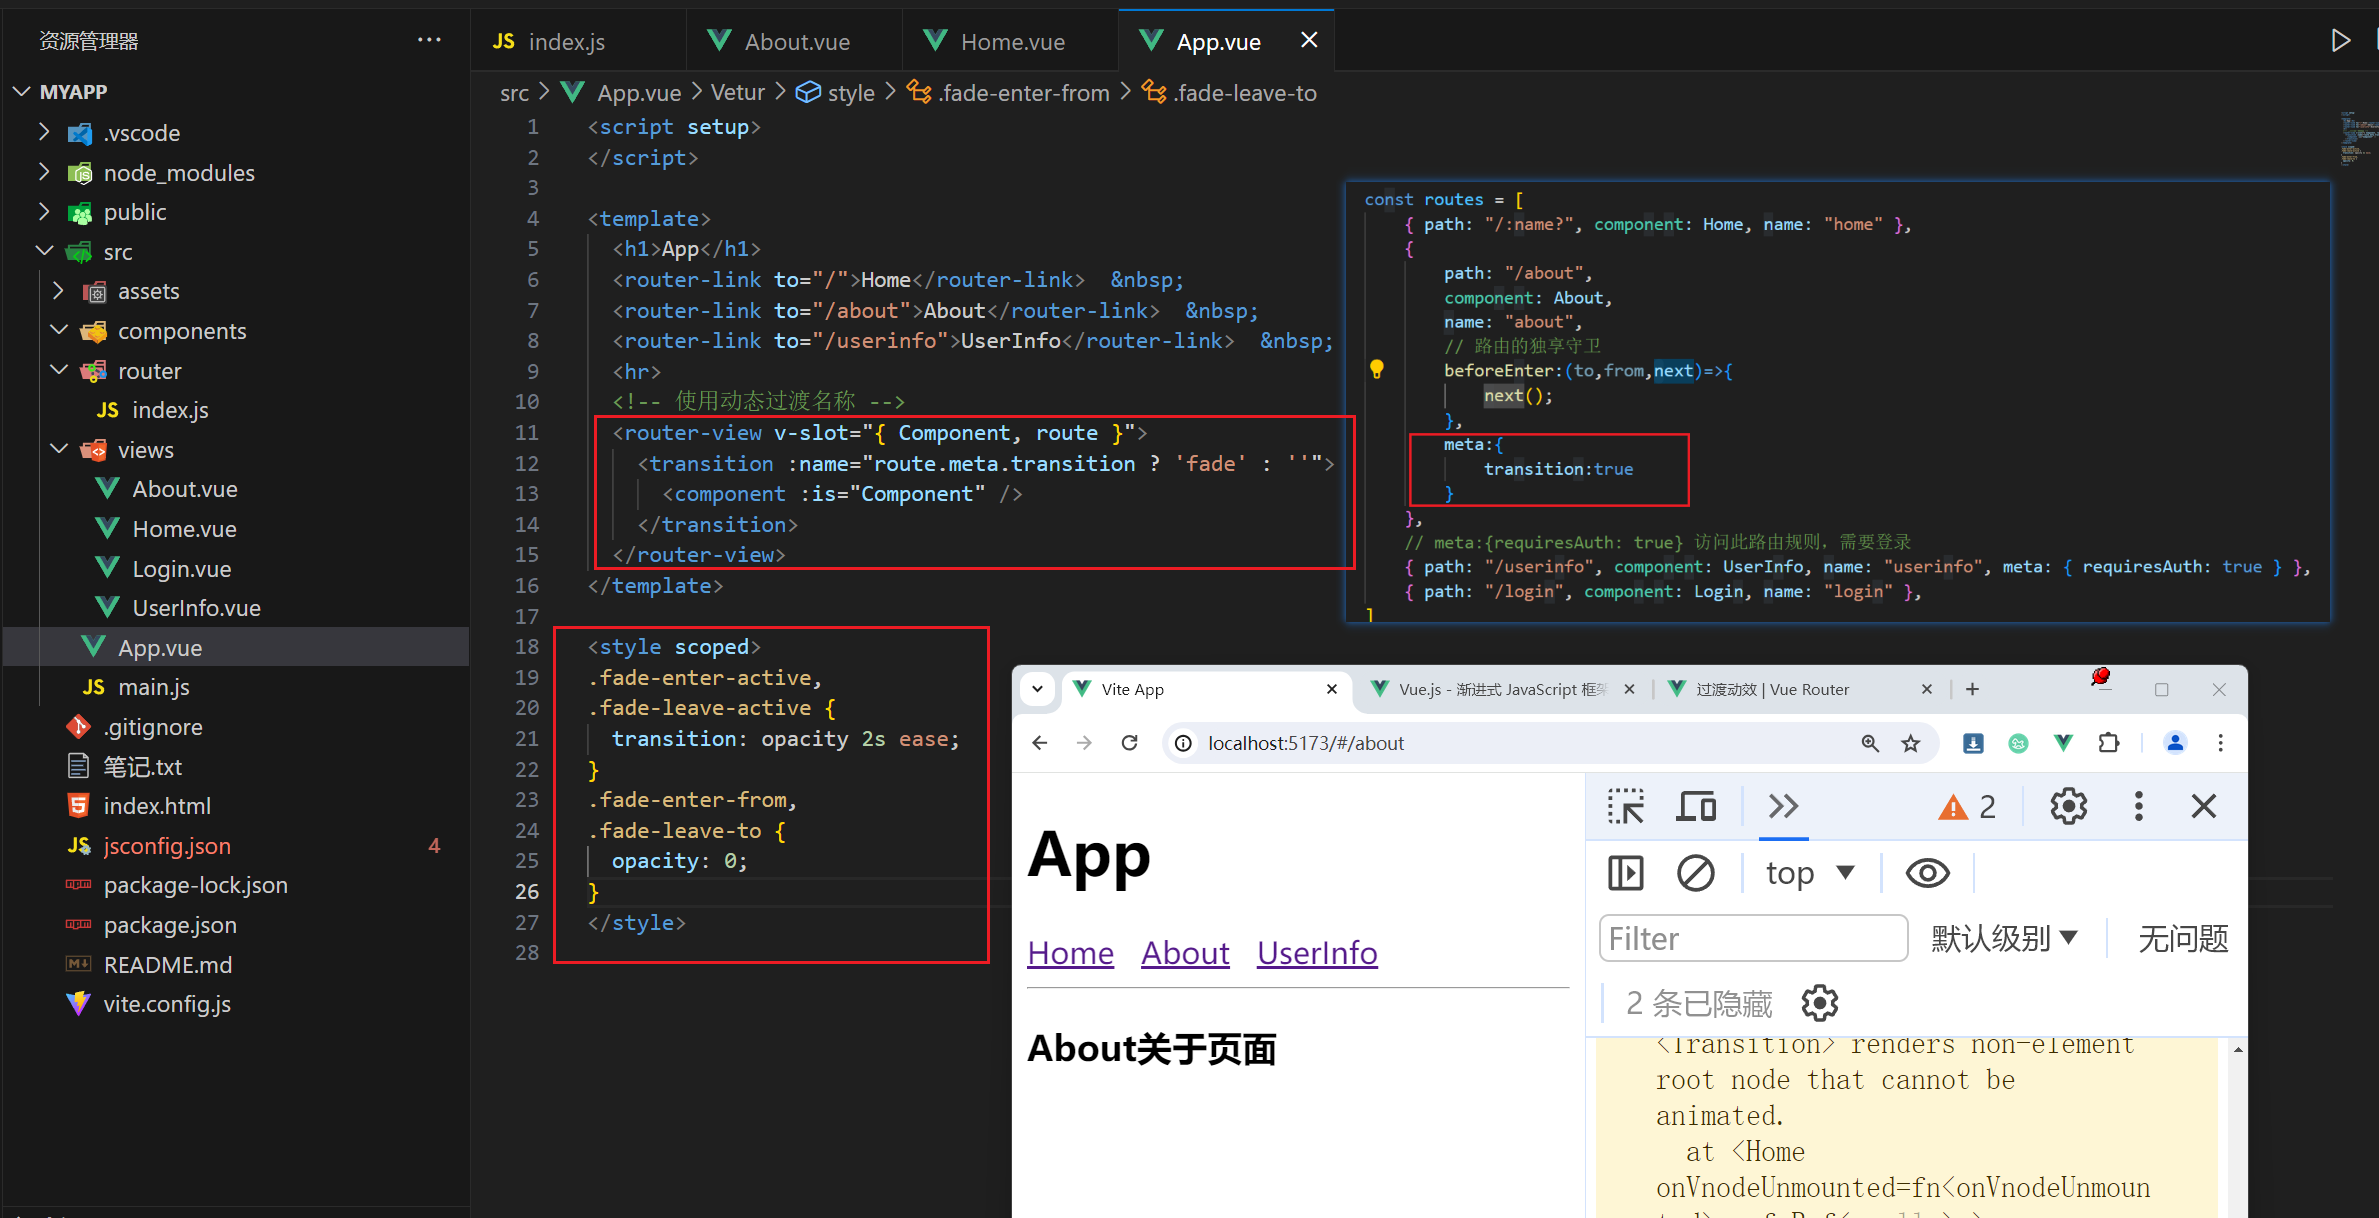 资源管理器
MYAPP
.vscode
node_modules
public
src
assets
components
router
index.js
views
About.vue
Home.vue
Login.vue
UserInfo.vue
App.vue
main.js
.gitignore
笔记.txt
index.html
jsconfig.json 4
package-lock.json
package.json
README.md
vite.config.js
index.js
About.vue
Home.vue
App.vue
src > App.vue > Vetur > style > .fade-enter-from > .fade-leave-to
1 <script setup>
2 </script>
3
4 <template>
5 <h1>App</h1>
6 <router-link to="/">Home</router-link> &nbsp;
7 <router-link to="/about">About</router-link> &nbsp;
8 <router-link to="/userinfo">UserInfo</router-link> &nbsp;
9 <hr>
10 <!-- 使用动态过渡名称 -->
11 <router-view v-slot="{ Component, route }">
12 <transition :name="route.meta.transition ? 'fade' : ''">
13 <component :is="Component" />
14 </transition>
15 </router-view>
16 </template>
17
18 <style scoped>
19 .fade-enter-active,
20 .fade-leave-active {
21 transition: opacity 2s ease;
22 }
23 .fade-enter-from,
24 .fade-leave-to {
25 opacity: 0;
26 }
27 </style>
28
const routes = [
{ path: "/:name?", component: Home, name: "home" },
{
path: "/about",
component: About,
name: "about",
// 路由的独享守卫
beforeEnter:(to,from,next)=>{
next();
},
meta:{
transition:true
}
},
// meta:{requiresAuth: true} 访问此路由规则，需要登录
{ path: "/userinfo", component: UserInfo, name: "userinfo", meta: { requiresAuth: true } },
{ path: "/login", component: Login, name: "login" },
]
Vite App
Vue.js - 渐进式 JavaScript 框架
过渡动效 | Vue Router
localhost:5173/#/about
App
Home About UserInfo
About关于页面
2
top
Filter
默认级别
无问题
2 条已隐藏
<Transition> renders non-element
root node that cannot be
animated.
at <Home
onVnodeUnmounted=fn<onVnodeUnmoun